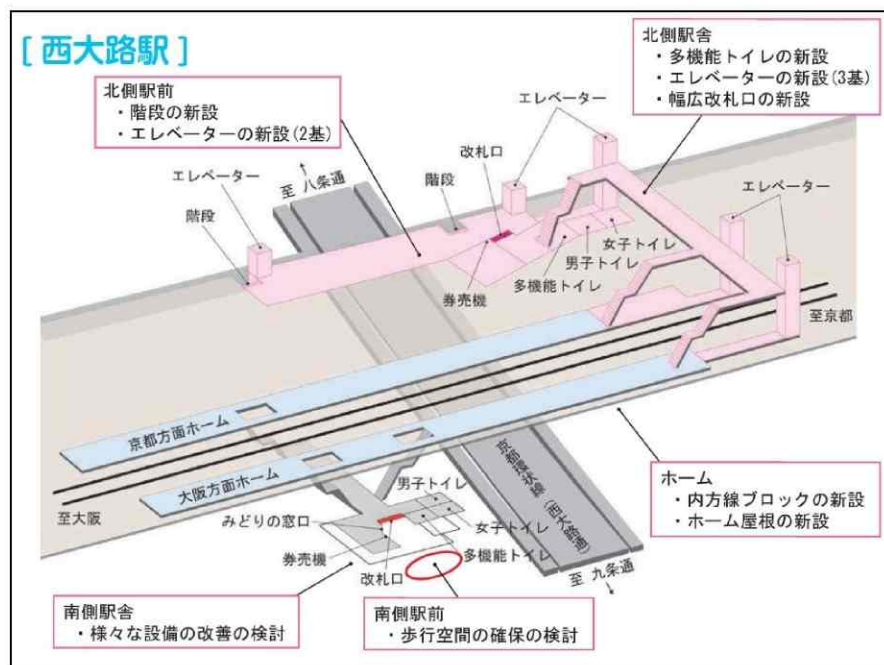 [ 西大路駅 ]
北側駅前
・階段の新設
・エレベーターの新設(2基)
北側駅舎
・多機能トイレの新設
・エレベーターの新設(3基)
・幅広改札口の新設
エレベーター
改札口
至 八条通
階段
エレベーター
階段
エレベーター
女子トイレ
男子トイレ
多機能トイレ
券売機
至京都
京都方面ホーム
大阪方面ホーム
至大阪
京都環状線(西大路通)
男子トイレ
みどりの窓口
女子トイレ
券売機
多機能トイレ
改札口
至 九条通
ホーム
・内方線ブロックの新設
・ホーム屋根の新設
南側駅舎
・様々な設備の改善の検討
南側駅前
・歩行空間の確保の検討